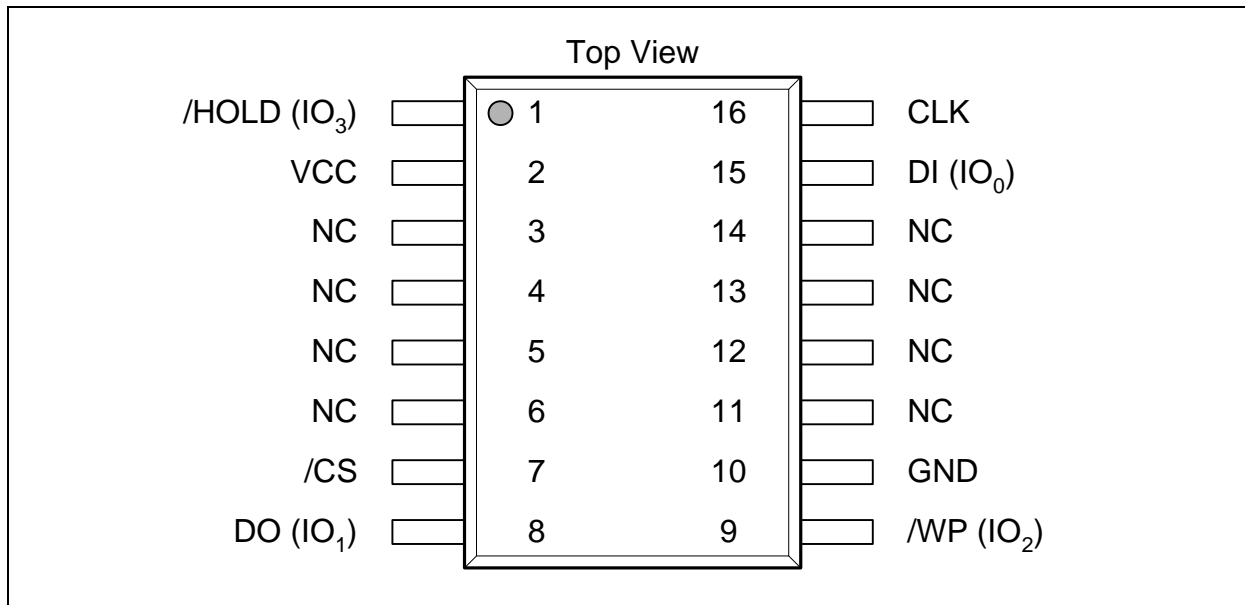 Top View
/HOLD (IO3) 1 16 CLK
VCC 2 15 DI (IO0)
NC 3 14 NC
NC 4 13 NC
NC 5 12 NC
NC 6 11 NC
/CS 7 10 GND
DO (IO1) 8 9 /WP (IO2)